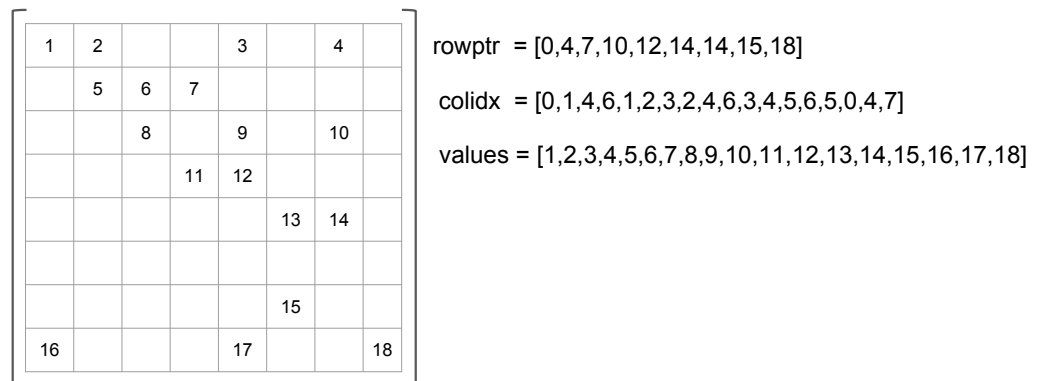 1 2 3 4
rowptr = [0,4,7,10,12,14,14,15,18]
5 6 7
colidx = [0,1,4,6,1,2,3,2,4,6,3,4,5,6,5,0,4,7]
8 9 10
values = [1,2,3,4,5,6,7,8,9,10,11,12,13,14,15,16,17,18]
11 12
13 14
15
16 17 18